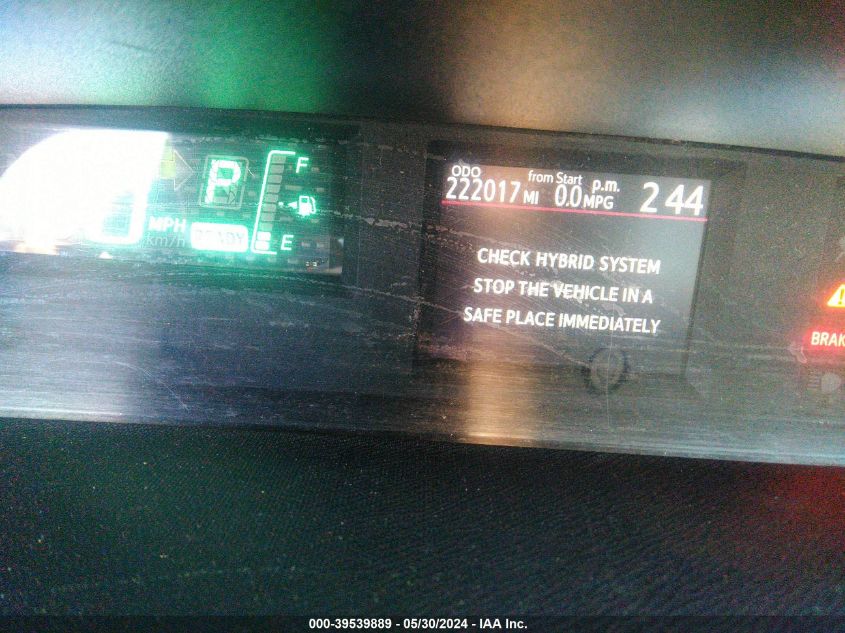 P
F
MPH
km/h
READY
E
ODO
222017 MI
from Start
0.0 MPG
p.m.
2 44
CHECK HYBRID SYSTEM
STOP THE VEHICLE IN A
SAFE PLACE IMMEDIATELY
BRAK
000-39539889 - 05/30/2024 - IAA Inc.